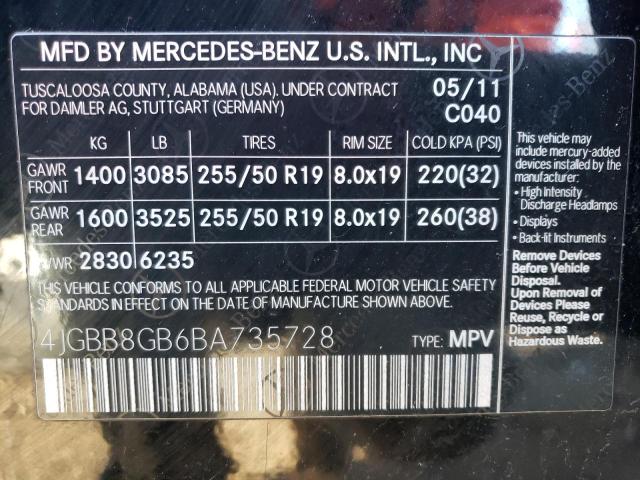 MFD BY MERCEDES-BENZ U.S. INTL., INC
TUSCALOOSA COUNTY, ALABAMA (USA). UNDER CONTRACT
FOR DAIMLER AG, STUTTGART (GERMANY)
05/11
C040
KG LB TIRES RIM SIZE COLD KPA (PSI)
GAWR FRONT 1400 3085 255/50 R19 8.0x19 220(32)
GAWR REAR 1600 3525 255/50 R19 8.0x19 260(38)
VWR 2830 6235
THIS VEHICLE CONFORMS TO ALL APPLICABLE FEDERAL MOTOR VEHICLE SAFETY
STANDARDS IN EFFECT ON THE DATE OF MANUFACTURE SHOWN ABOVE.
4JGBB8GB6BA735728
TYPE: MPV
This vehicle may
include mercury-added
devices installed by the
manufacturer:
• High Intensity
Discharge Headlamps
• Displays
• Back-lit Instruments
Remove Devices
Before Vehicle
Disposal.
Upon Removal of
Devices Please
Reuse, Recycle or
Dispose as
Hazardous Waste.